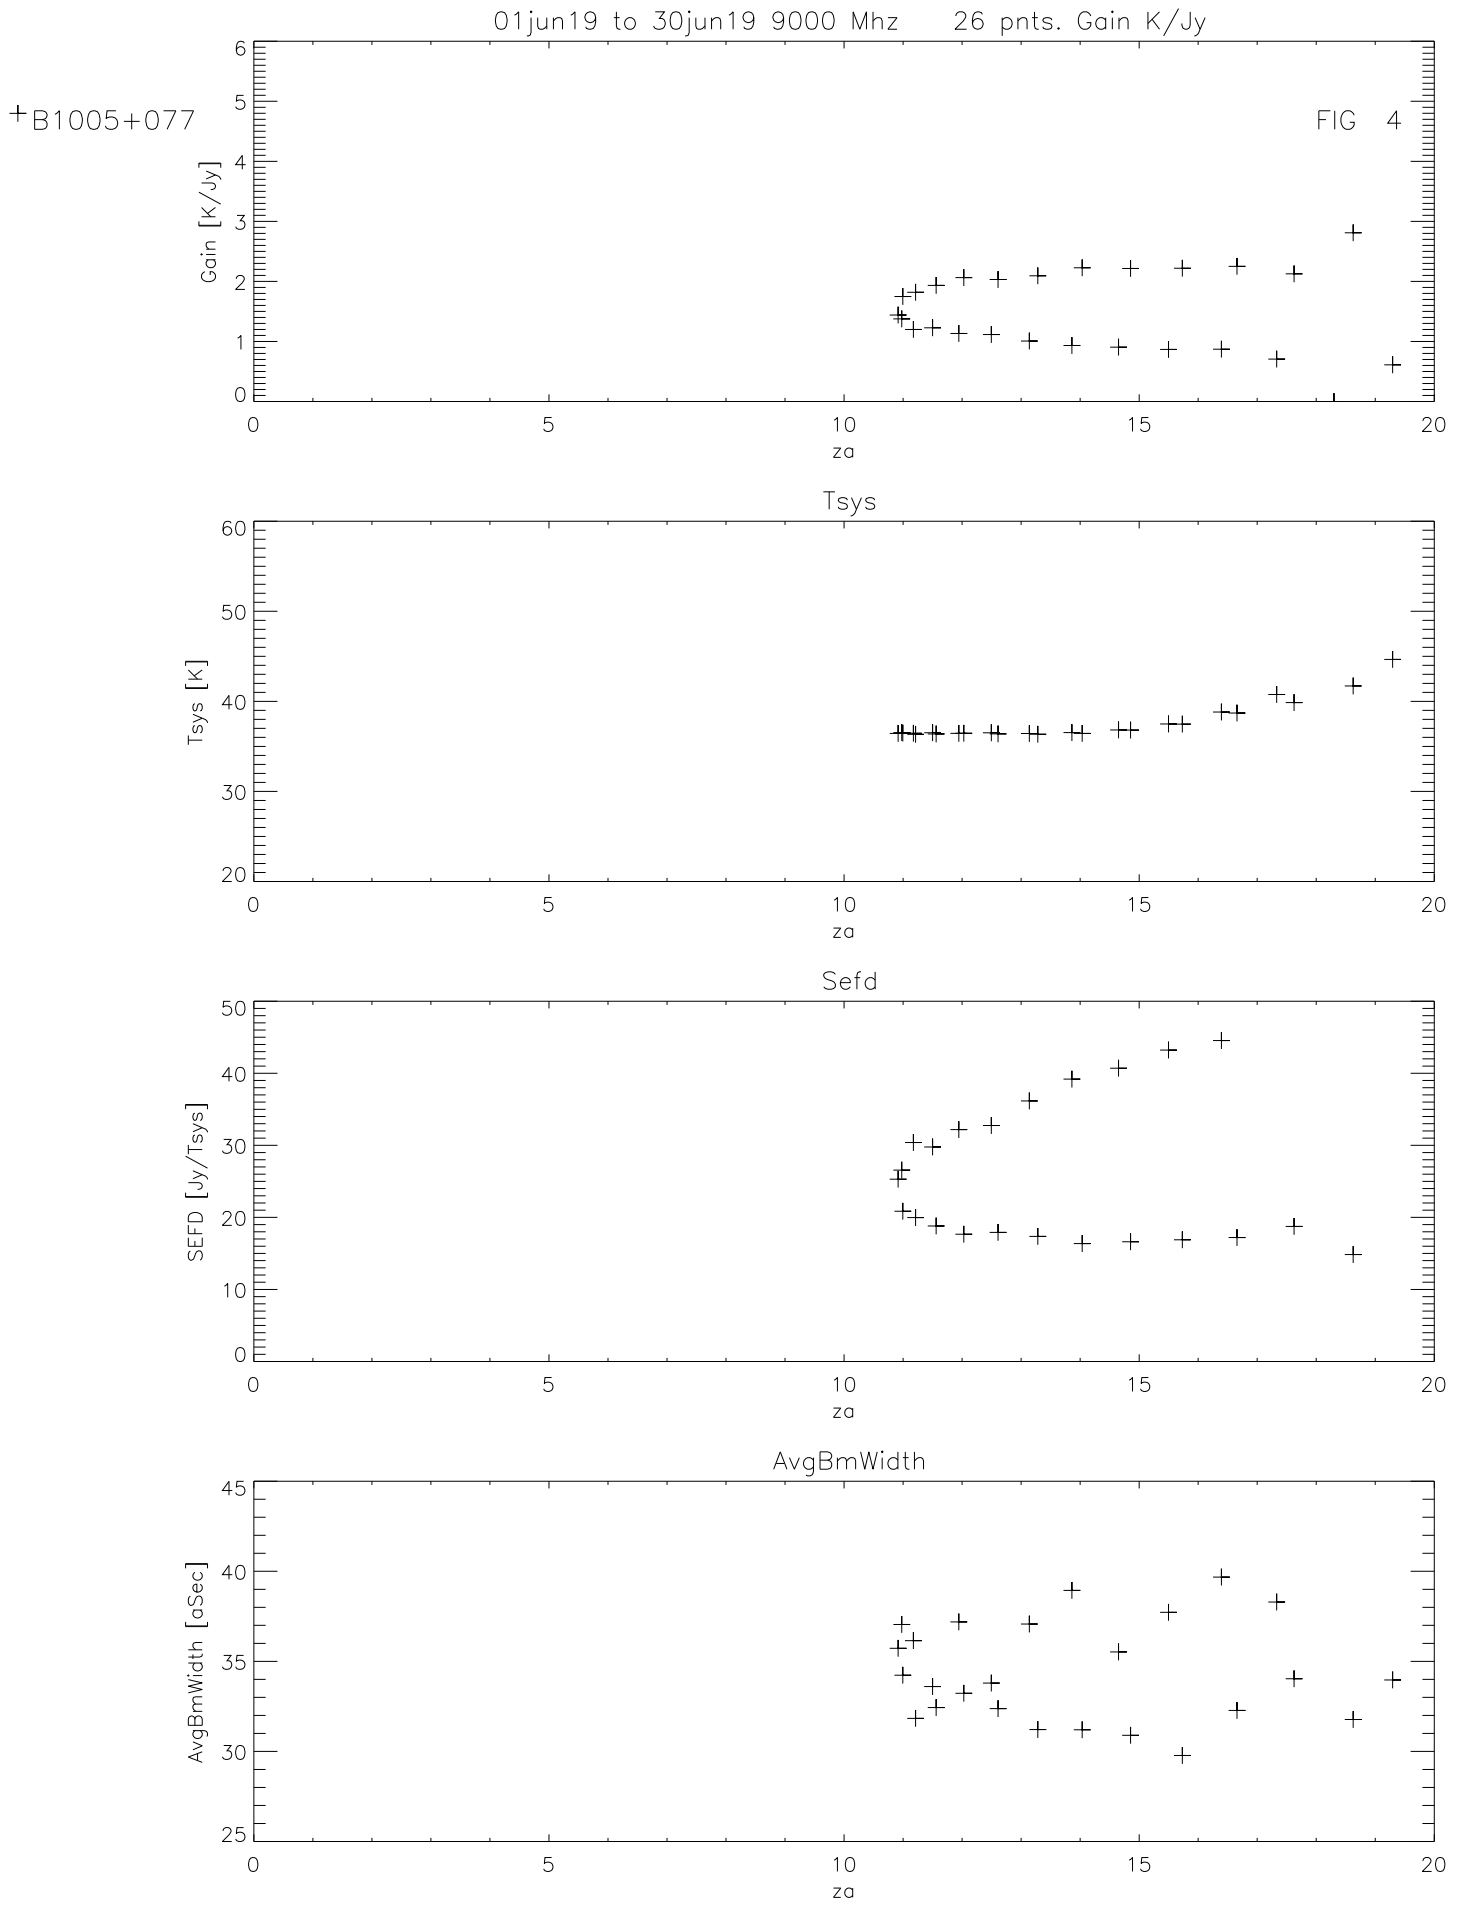 01jun19 to 30jun19 9000 Mhz 26 pnts. Gain K/Jy
+ B1005+077
FIG 4
Gain [K/Jy]
6
5
4
3
2
1
0
0 5 10 15 20
za
Tsys
Tsys [K]
60
50
40
30
20
0 5 10 15 20
za
Sefd
SEFD [Jy/Tsys]
50
40
30
20
10
0
0 5 10 15 20
za
AvgBmWidth
AvgBmWidth [aSec]
45
40
35
30
25
0 5 10 15 20
za